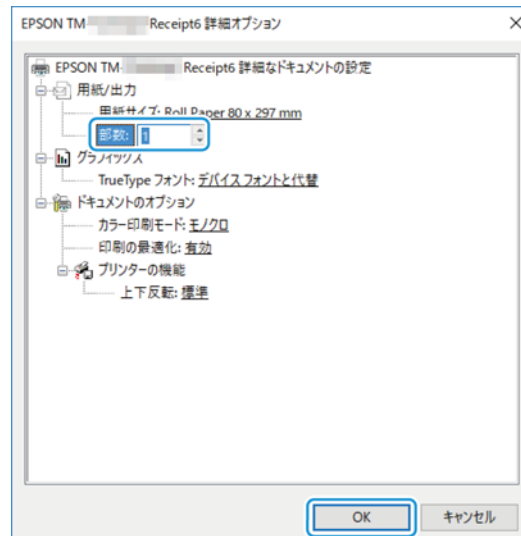 EPSON TM- Receipt6 詳細オプション
EPSON TM- Receipt6 詳細なドキュメントの設定
用紙/出力
用紙サイズ: Roll Paper 80 x 297 mm
部数: 1
グラフィックス
TrueType フォント: デバイス フォントと代替
ドキュメントのオプション
カラー印刷モード: モノクロ
印刷の最適化: 有効
プリンターの機能
上下反転: 標準
OK キャンセル